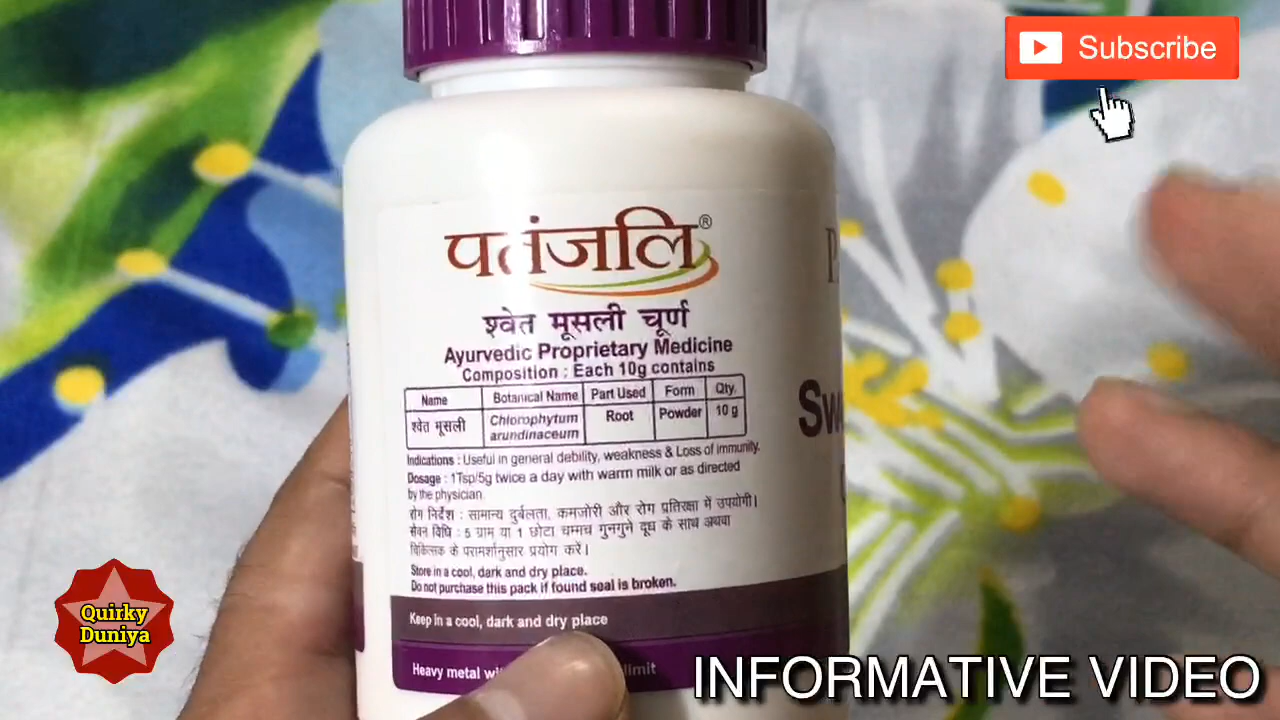 Subscribe
पतंजलि®
श्वेत मूसली चूर्ण
Ayurvedic Proprietary Medicine
Composition : Each 10g contains
Name Botanical Name Part Used Form Qty.
श्वेत मूसली Chlorophytum arundinaceum Root Powder 10 g
Indications : Useful in general debility, weakness & Loss of immunity.
Dosage : 1Tsp/5g twice a day with warm milk or as directed
by the physician.
रोग निर्देश : सामान्य दुर्बलता, कमजोरी और रोग प्रतिरक्षा में उपयोगी।
सेवन विधि : 5 ग्राम या 1 छोटा चम्मच गुनगुने दूध के साथ अथवा
चिकित्सक के परामर्शानुसार प्रयोग करें।
Store in a cool, dark and dry place.
Do not purchase this pack if found seal is broken.
Keep in a cool, dark and dry place
Heavy metal limit
Quirky
Duniya
INFORMATIVE VIDEO